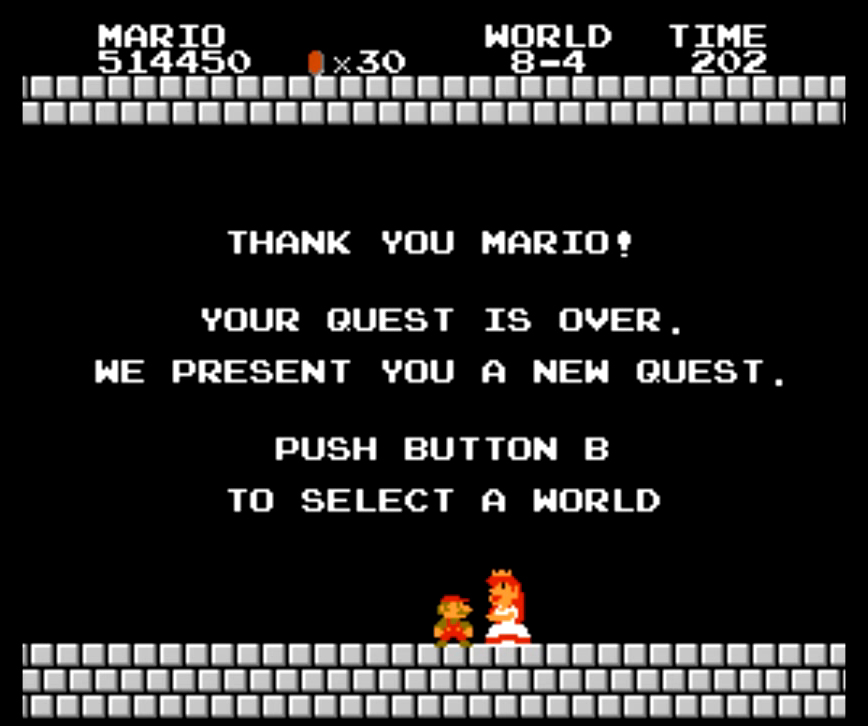 MARIO WORLD TIME
514450 ×30 8-4 202
THANK YOU MARIO!
YOUR QUEST IS OVER.
WE PRESENT YOU A NEW QUEST.
PUSH BUTTON B
TO SELECT A WORLD